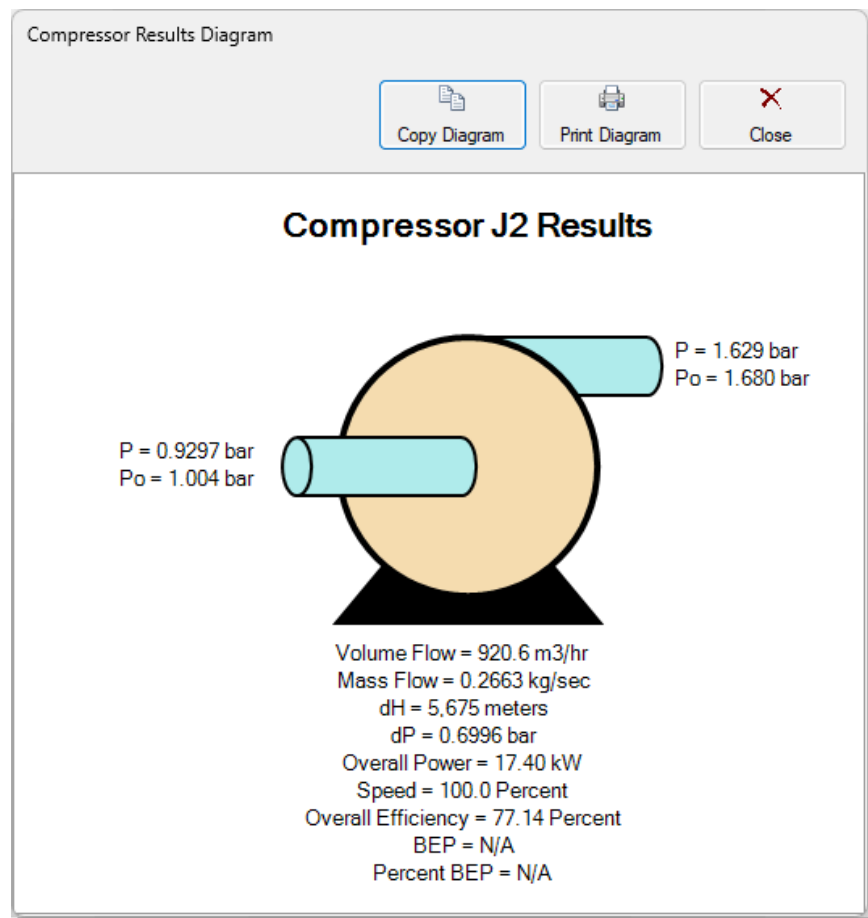 Compressor Results Diagram
Copy Diagram
Print Diagram
Close
Compressor J2 Results
P = 1.629 bar
Po = 1.680 bar
P = 0.9297 bar
Po = 1.004 bar
Volume Flow = 920.6 m3/hr
Mass Flow = 0.2663 kg/sec
dH = 5,675 meters
dP = 0.6996 bar
Overall Power = 17.40 kW
Speed = 100.0 Percent
Overall Efficiency = 77.14 Percent
BEP = N/A
Percent BEP = N/A